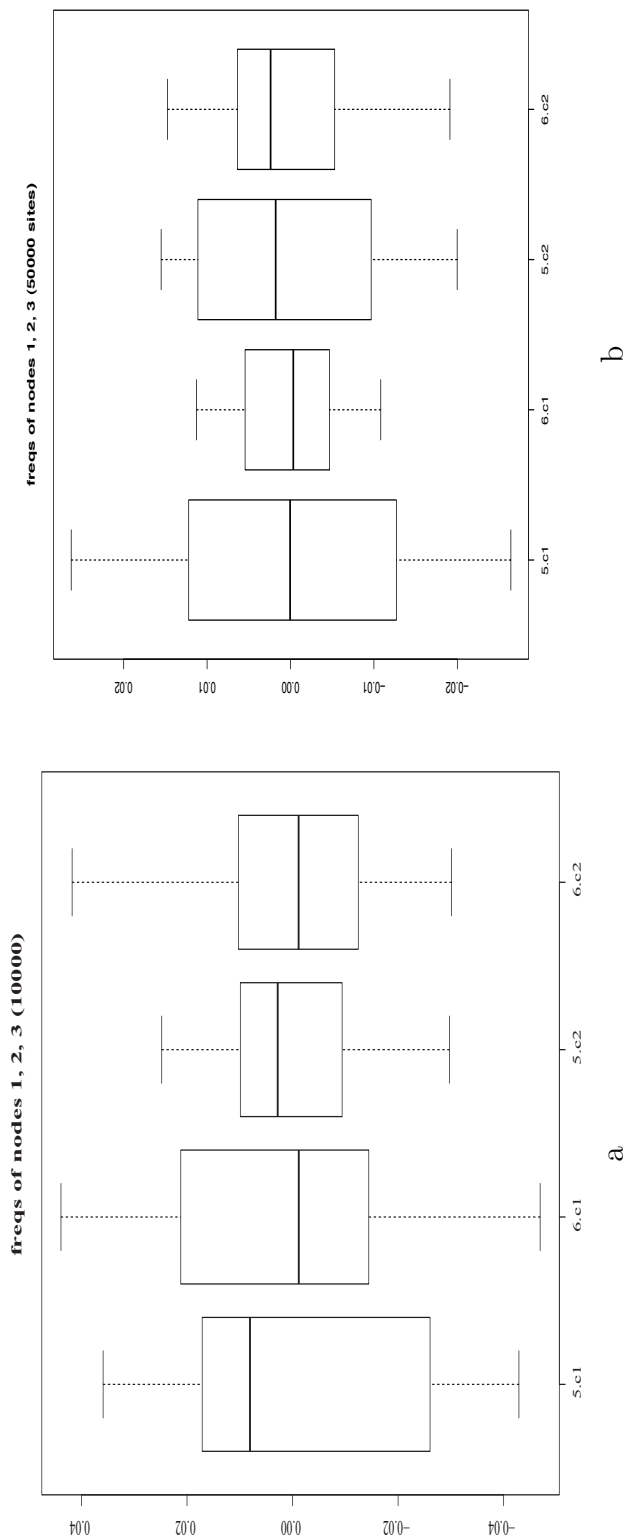 freqs of nodes 1, 2, 3 (10000)
0.04
0.02
0.00
−0.02
−0.04
5.c1 6.c1 5.c2 6.c2
a
freqs of nodes 1, 2, 3 (50000 sites)
0.02
0.01
0.00
−0.01
−0.02
5.c1 6.c1 5.c2 6.c2
b